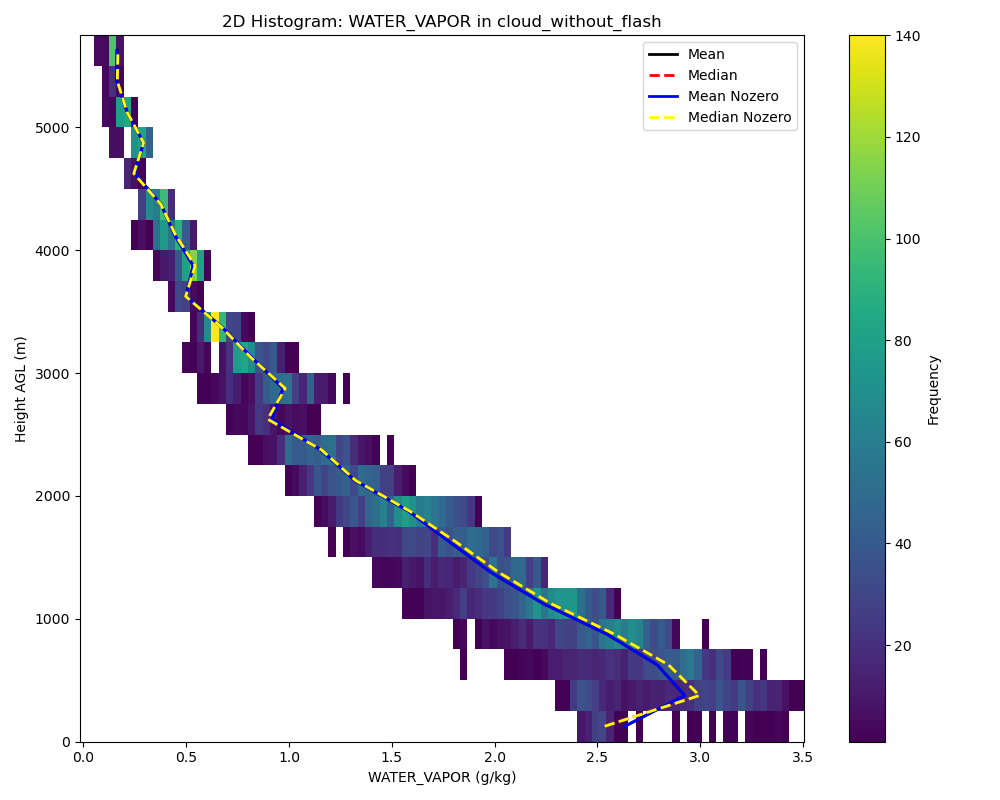 2D Histogram: WATER_VAPOR in cloud_without_flash
Mean
Median
Mean Nozero
Median Nozero
Height AGL (m)
5000
4000
3000
2000
1000
0
0.0 0.5 1.0 1.5 2.0 2.5 3.0 3.5
WATER_VAPOR (g/kg)
140
120
100
80
60
40
20
Frequency